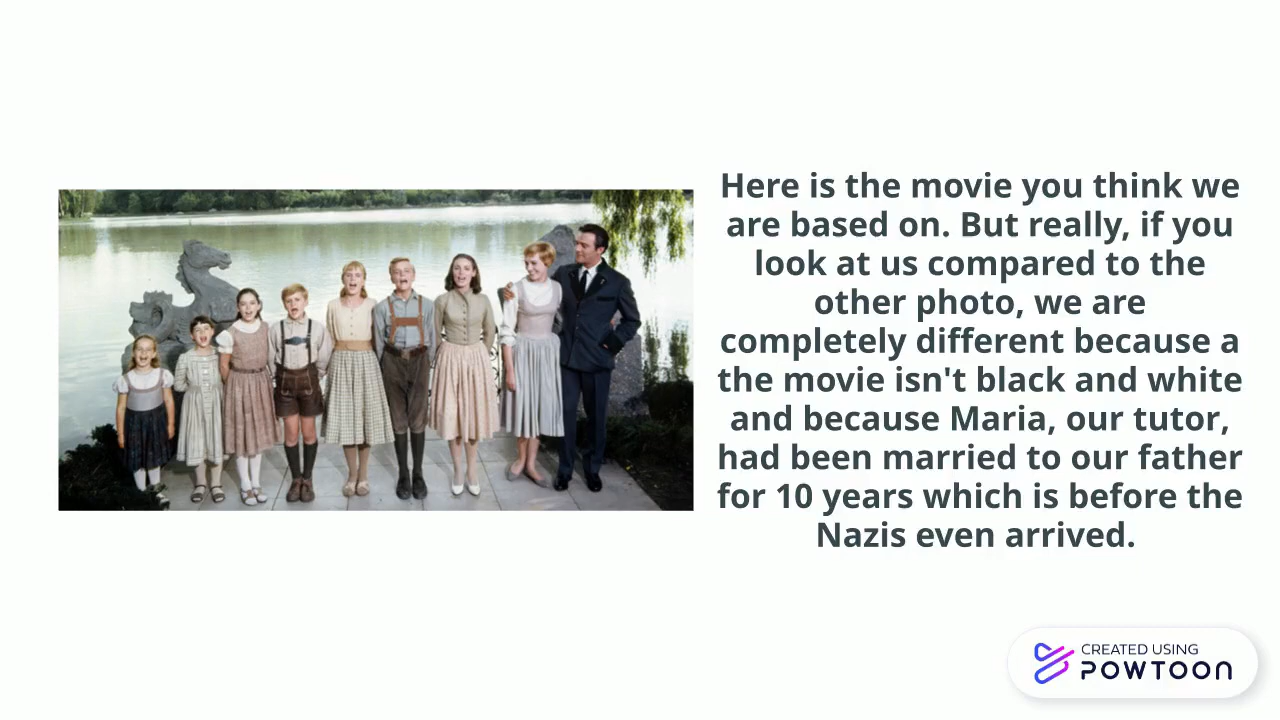 Here is the movie you think we
are based on. But really, if you
look at us compared to the
other photo, we are
completely different because a
the movie isn't black and white
and because Maria, our tutor,
had been married to our father
for 10 years which is before the
Nazis even arrived.
CREATED USING
POWTOON